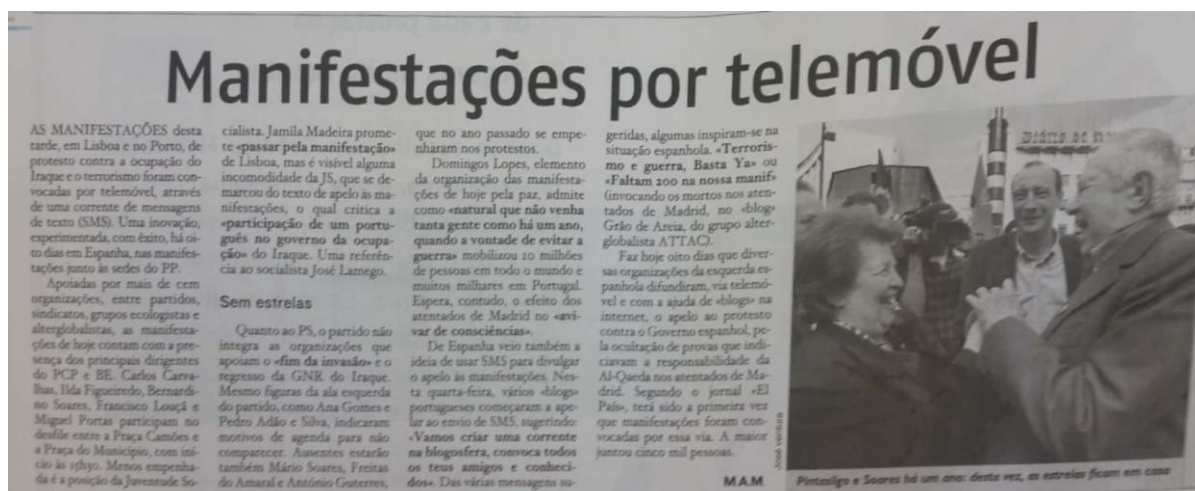 Manifestações por telemóvel
AS MANIFESTAÇÕES desta
tarde, em Lisboa e no Porto, de
protesto contra a ocupação do
Iraque e o terrorismo foram con-
vocadas por telemóvel, através
de uma corrente de mensagens
de texto (SMS). Uma inovação,
experimentada, com êxito, há oi-
to dias em Espanha, nas manifes-
tações junto às sedes do PP.
Apoiadas por mais de cem
organizações, entre partidos,
sindicatos, grupos ecologistas e
alterglobalistas, as manifesta-
ções de hoje contam com a pre-
sença dos principais dirigentes
do PCP e BE. Carlos Carva-
lhas, Ilda Figueiredo, Bernardi-
no Soares, Francisco Louçã e
Miguel Portas participam no
desfile entre a Praça Camões e
a Praça do Município, com iní-
cio às 15h30. Menos empenha-
da é a posição da Juventude So-
cialista. Jamila Madeira prome-
te «passar pela manifestação»
de Lisboa, mas é visível alguma
incomodidade da JS, que se de-
marcou do texto de apelo às ma-
nifestações, o qual critica a
«participação de um portu-
guês no governo da ocupa-
ção» do Iraque. Uma referên-
cia ao socialista José Lamego.
Sem estrelas
Quanto ao PS, o partido não
integra as organizações que
apoiam o «fim da invasão» e o
regresso da GNR do Iraque.
Mesmo figuras da ala esquerda
do partido, como Ana Gomes e
Pedro Adão e Silva, indicaram
motivos de agenda para não
comparecer. Ausentes estarão
também Mário Soares, Freitas
do Amaral e António Guterres,
que no ano passado se empe-
nharam nos protestos.
Domingos Lopes, elemento
da organização das manifesta-
ções de hoje pela paz, admite
como «natural que não venha
tanta gente como há um ano,
quando a vontade de evitar a
guerra» mobilizou 10 milhões
de pessoas em todo o mundo e
muitos milhares em Portugal.
Espera, contudo, o efeito dos
atentados de Madrid no «avi-
var de consciências».
De Espanha veio também a
ideia de usar SMS para divulgar
o apelo às manifestações. Nes-
ta quarta-feira, vários «blogs»
portugueses começaram a ape-
lar ao envio de SMS, sugerindo:
«Vamos criar uma corrente
na blogosfera, convoca todos
os teus amigos e conheci-
dos». Das várias mensagens su-
geridas, algumas inspiram-se na
situação espanhola. «Terroris-
mo e guerra, Basta Ya» ou
«Faltam 200 na nossa manif»
(invocando os mortos nos aten-
tados de Madrid, no «blog»
Grão de Areia, do grupo alter-
globalista ATTAC).
Faz hoje oito dias que diver-
sas organizações da esquerda es-
panhola difundiram, via telemó-
vel e com a ajuda de «blogs» na
internet, o apelo ao protesto
contra o Governo espanhol, pe-
la ocultação de provas que indi-
ciavam a responsabilidade da
Al-Qaeda nos atentados de Ma-
drid. Segundo o jornal «El
País», terá sido a primeira vez
que manifestações foram con-
vocadas por essa via. A maior
juntou cinco mil pessoas.
M.A.M.
José Ventura
Pintasilgo e Soares há um ano: desta vez, as estrelas ficam em casa